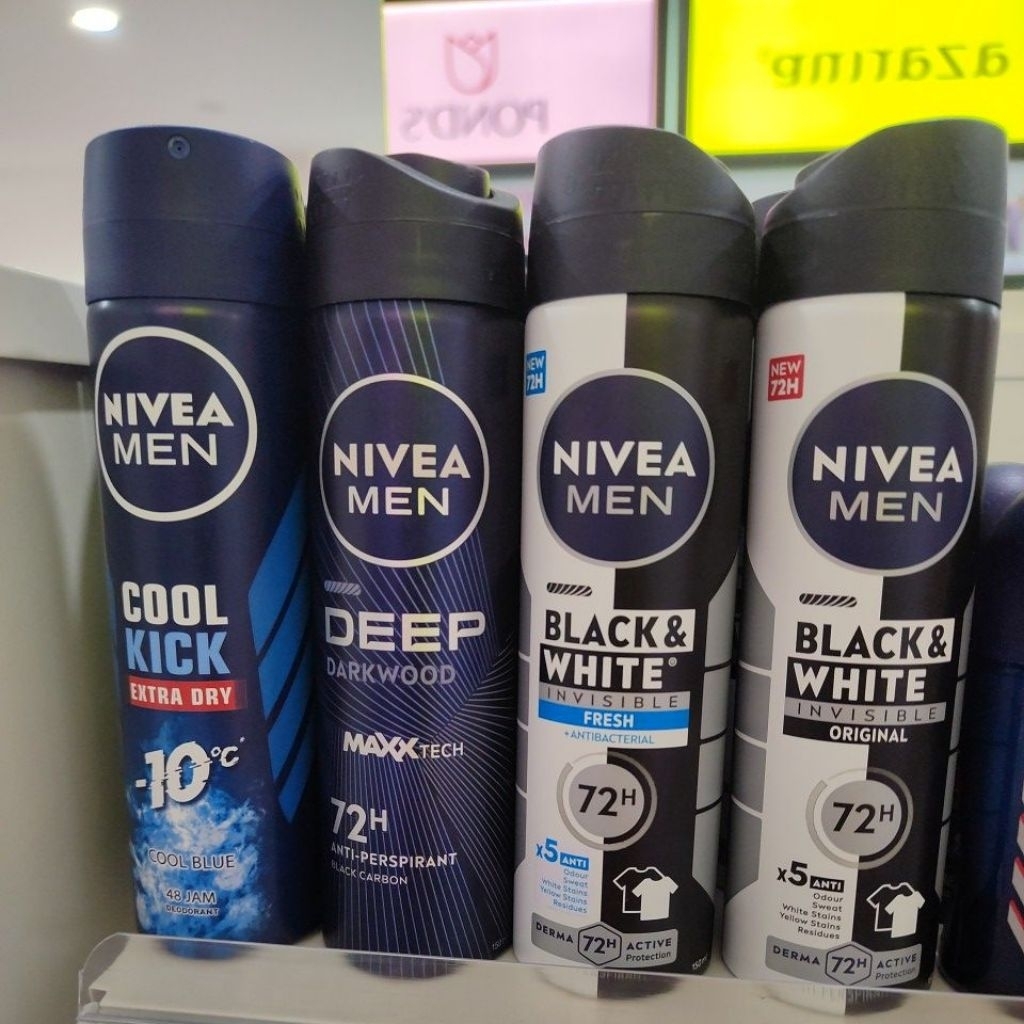 POND'S
azarine
NIVEA
MEN
COOL
KICK
EXTRA DRY
-10°C*
COOL BLUE
48 JAM
DEODORANT
NIVEA
MEN
DEEP
DARKWOOD
MAXXTECH
72H
ANTI-PERSPIRANT
BLACK CARBON
NEW
72H
NIVEA
MEN
BLACK&
WHITE®
INVISIBLE
FRESH
+ANTIBACTERIAL
72H
x5 ANTI
Odour
Sweat
White Stains
Yellow Stains
Residues
DERMA 72H ACTIVE
Protection
NEW
72H
NIVEA
MEN
BLACK&
WHITE
INVISIBLE
ORIGINAL
72H
x5 ANTI
Odour
Sweat
White Stains
Yellow Stains
Residues
DERMA 72H ACTIVE
Protection